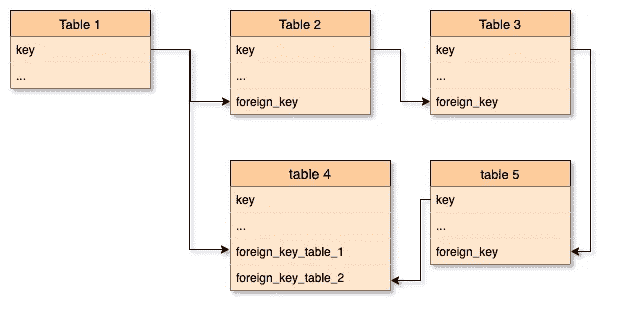 Table 1
key
...
Table 2
key
...
foreign_key
Table 3
key
...
foreign_key
table 4
key
...
foreign_key_table_1
foreign_key_table_2
table 5
key
...
foreign_key